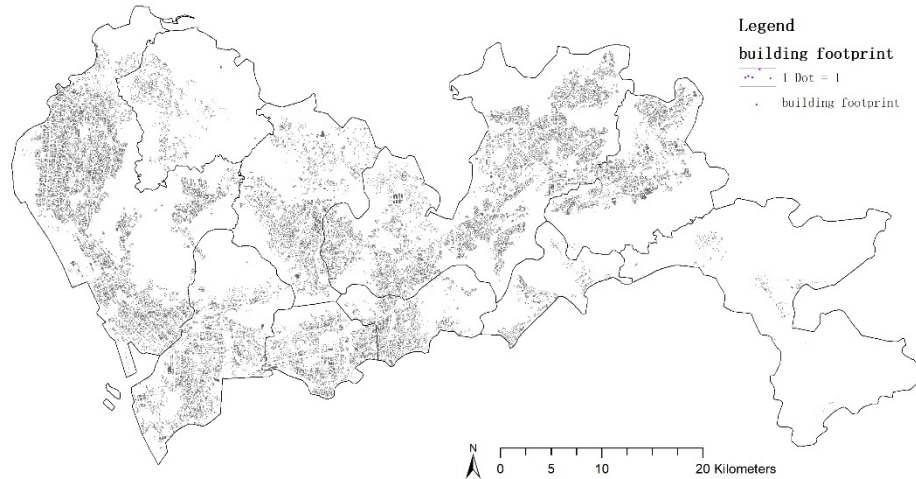 Legend
building footprint
1 Dot = 1
building footprint
N
0 5 10 20 Kilometers